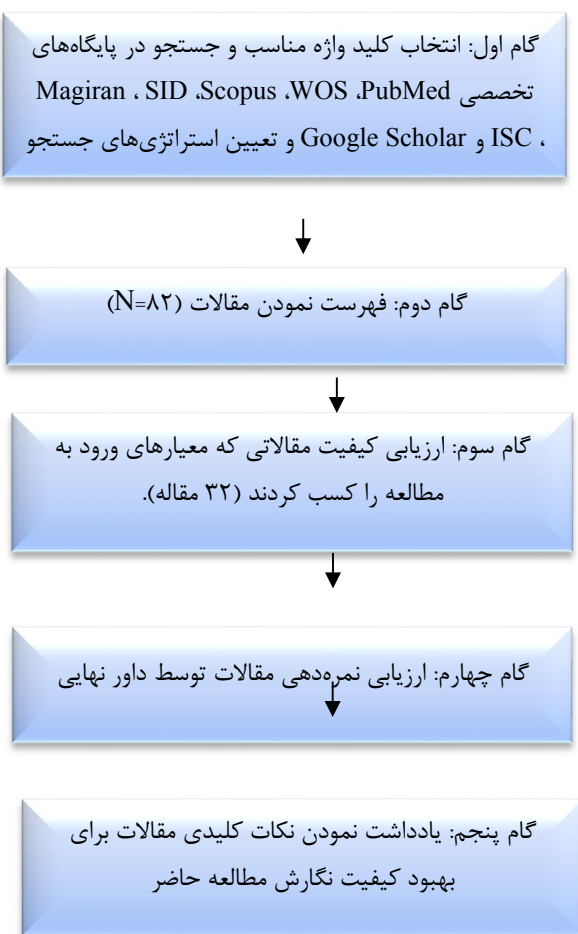 گام اول: انتخاب کلید واژه مناسب و جستجو در پایگاه‌های
تخصصی PubMed، WOS، Scopus، SID ، Magiran
، ISC و Google Scholar و تعیین استراتژی‌های جستجو
گام دوم: فهرست نمودن مقالات (N=۸۲)
گام سوم: ارزیابی کیفیت مقالاتی که معیارهای ورود به
مطالعه را کسب کردند (۳۲ مقاله).
گام چهارم: ارزیابی نمره‌دهی مقالات توسط داور نهایی
گام پنجم: یادداشت نمودن نکات کلیدی مقالات برای
بهبود کیفیت نگارش مطالعه حاضر